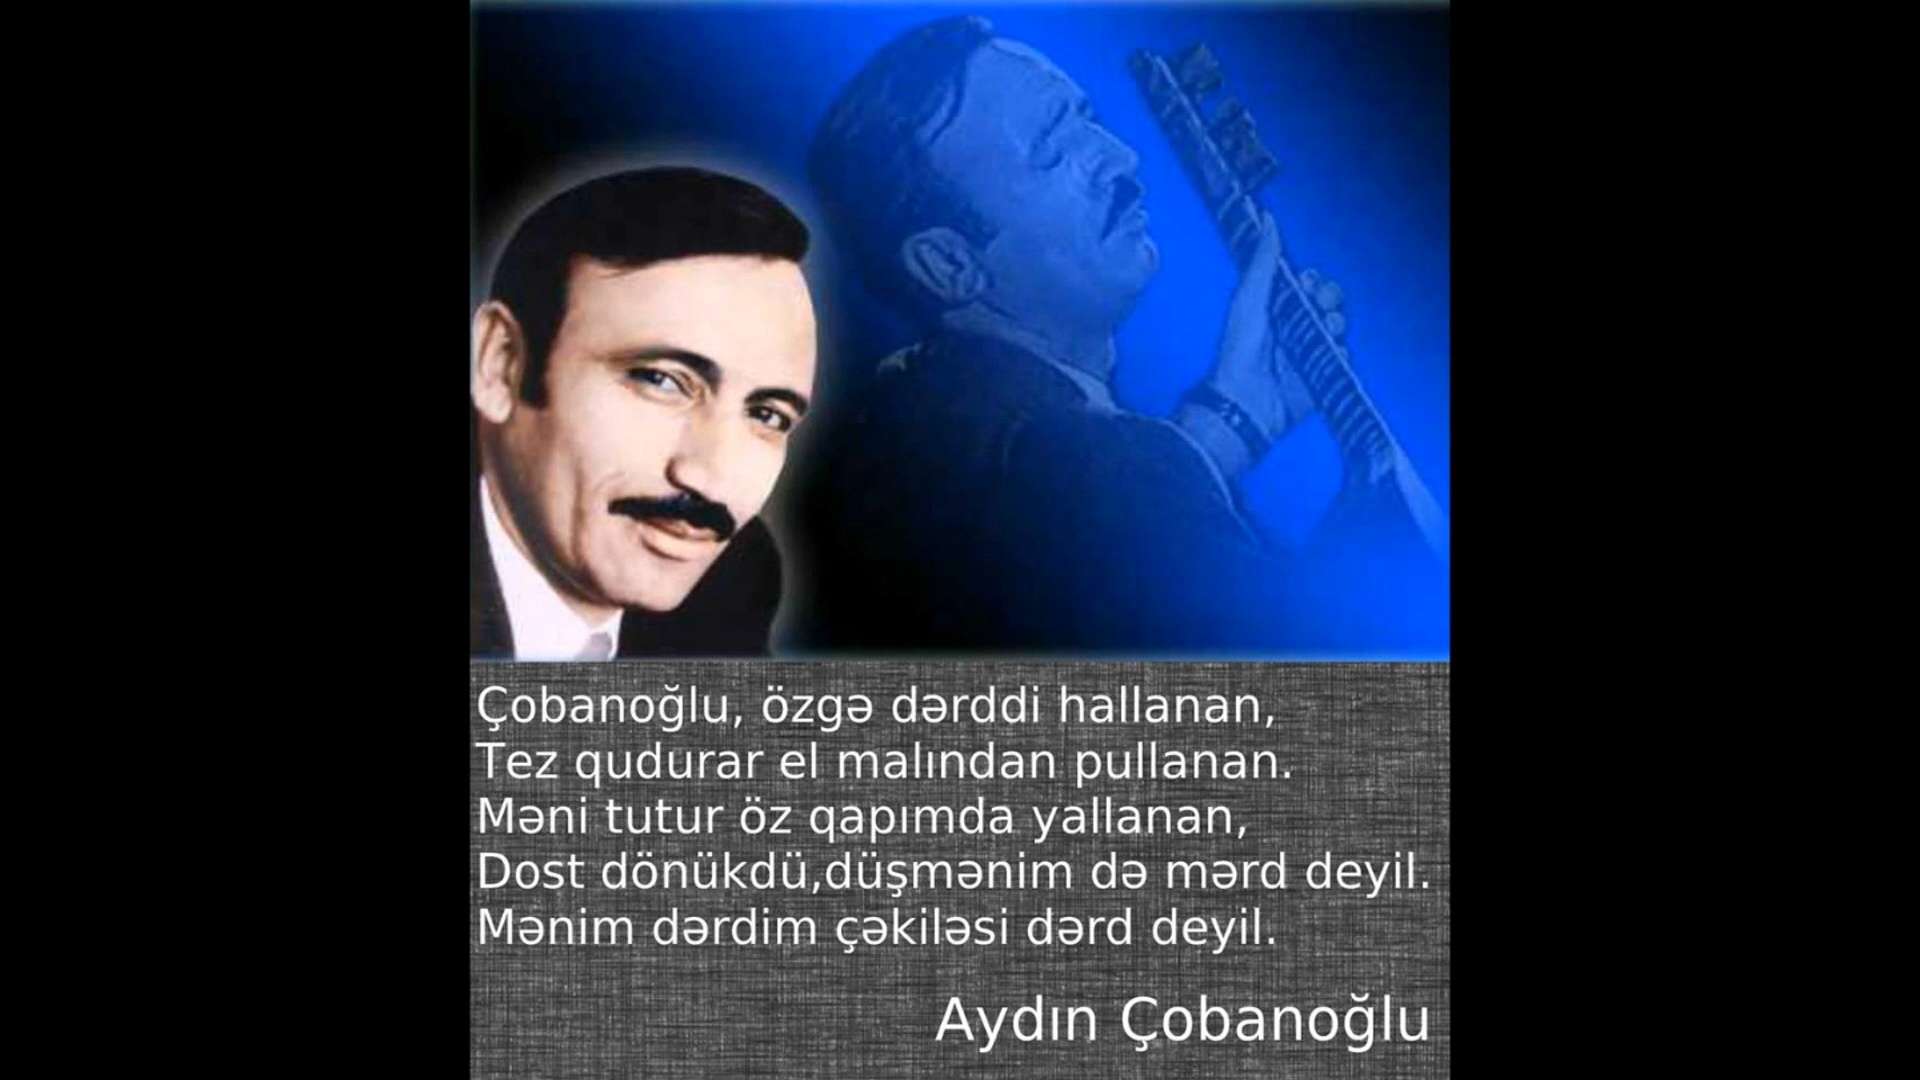 Çobanoğlu, özgə dərddi hallanan,
Tez qudurar el malından pullanan.
Məni tutur öz qapımda yallanan,
Dost dönükdü,düşmənim də mərd deyil.
Mənim dərdim çəkiləsi dərd deyil.
Aydın Çobanoğlu